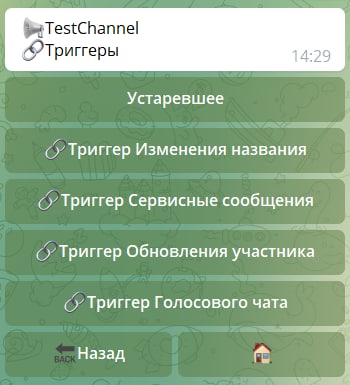 📢TestChannel
🔗Триггеры
14:29
Устаревшее
🔗Триггер Изменения названия
🔗Триггер Сервисные сообщения
🔗Триггер Обновления участника
🔗Триггер Голосового чата
🔙Назад
🏠